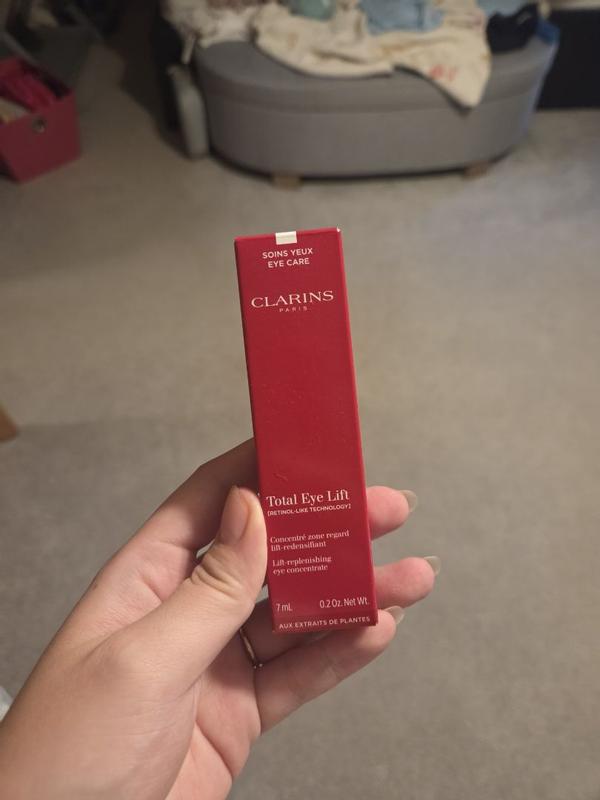 SOINS YEUX
EYE CARE
CLARINS
PARIS
Total Eye Lift
[RETINOL-LIKE TECHNOLOGY]
Concentré zone regard
lift-redensifiant
Lift-replenishing
eye concentrate
7 mL 0.2 Oz. Net Wt.
AUX EXTRAITS DE PLANTES